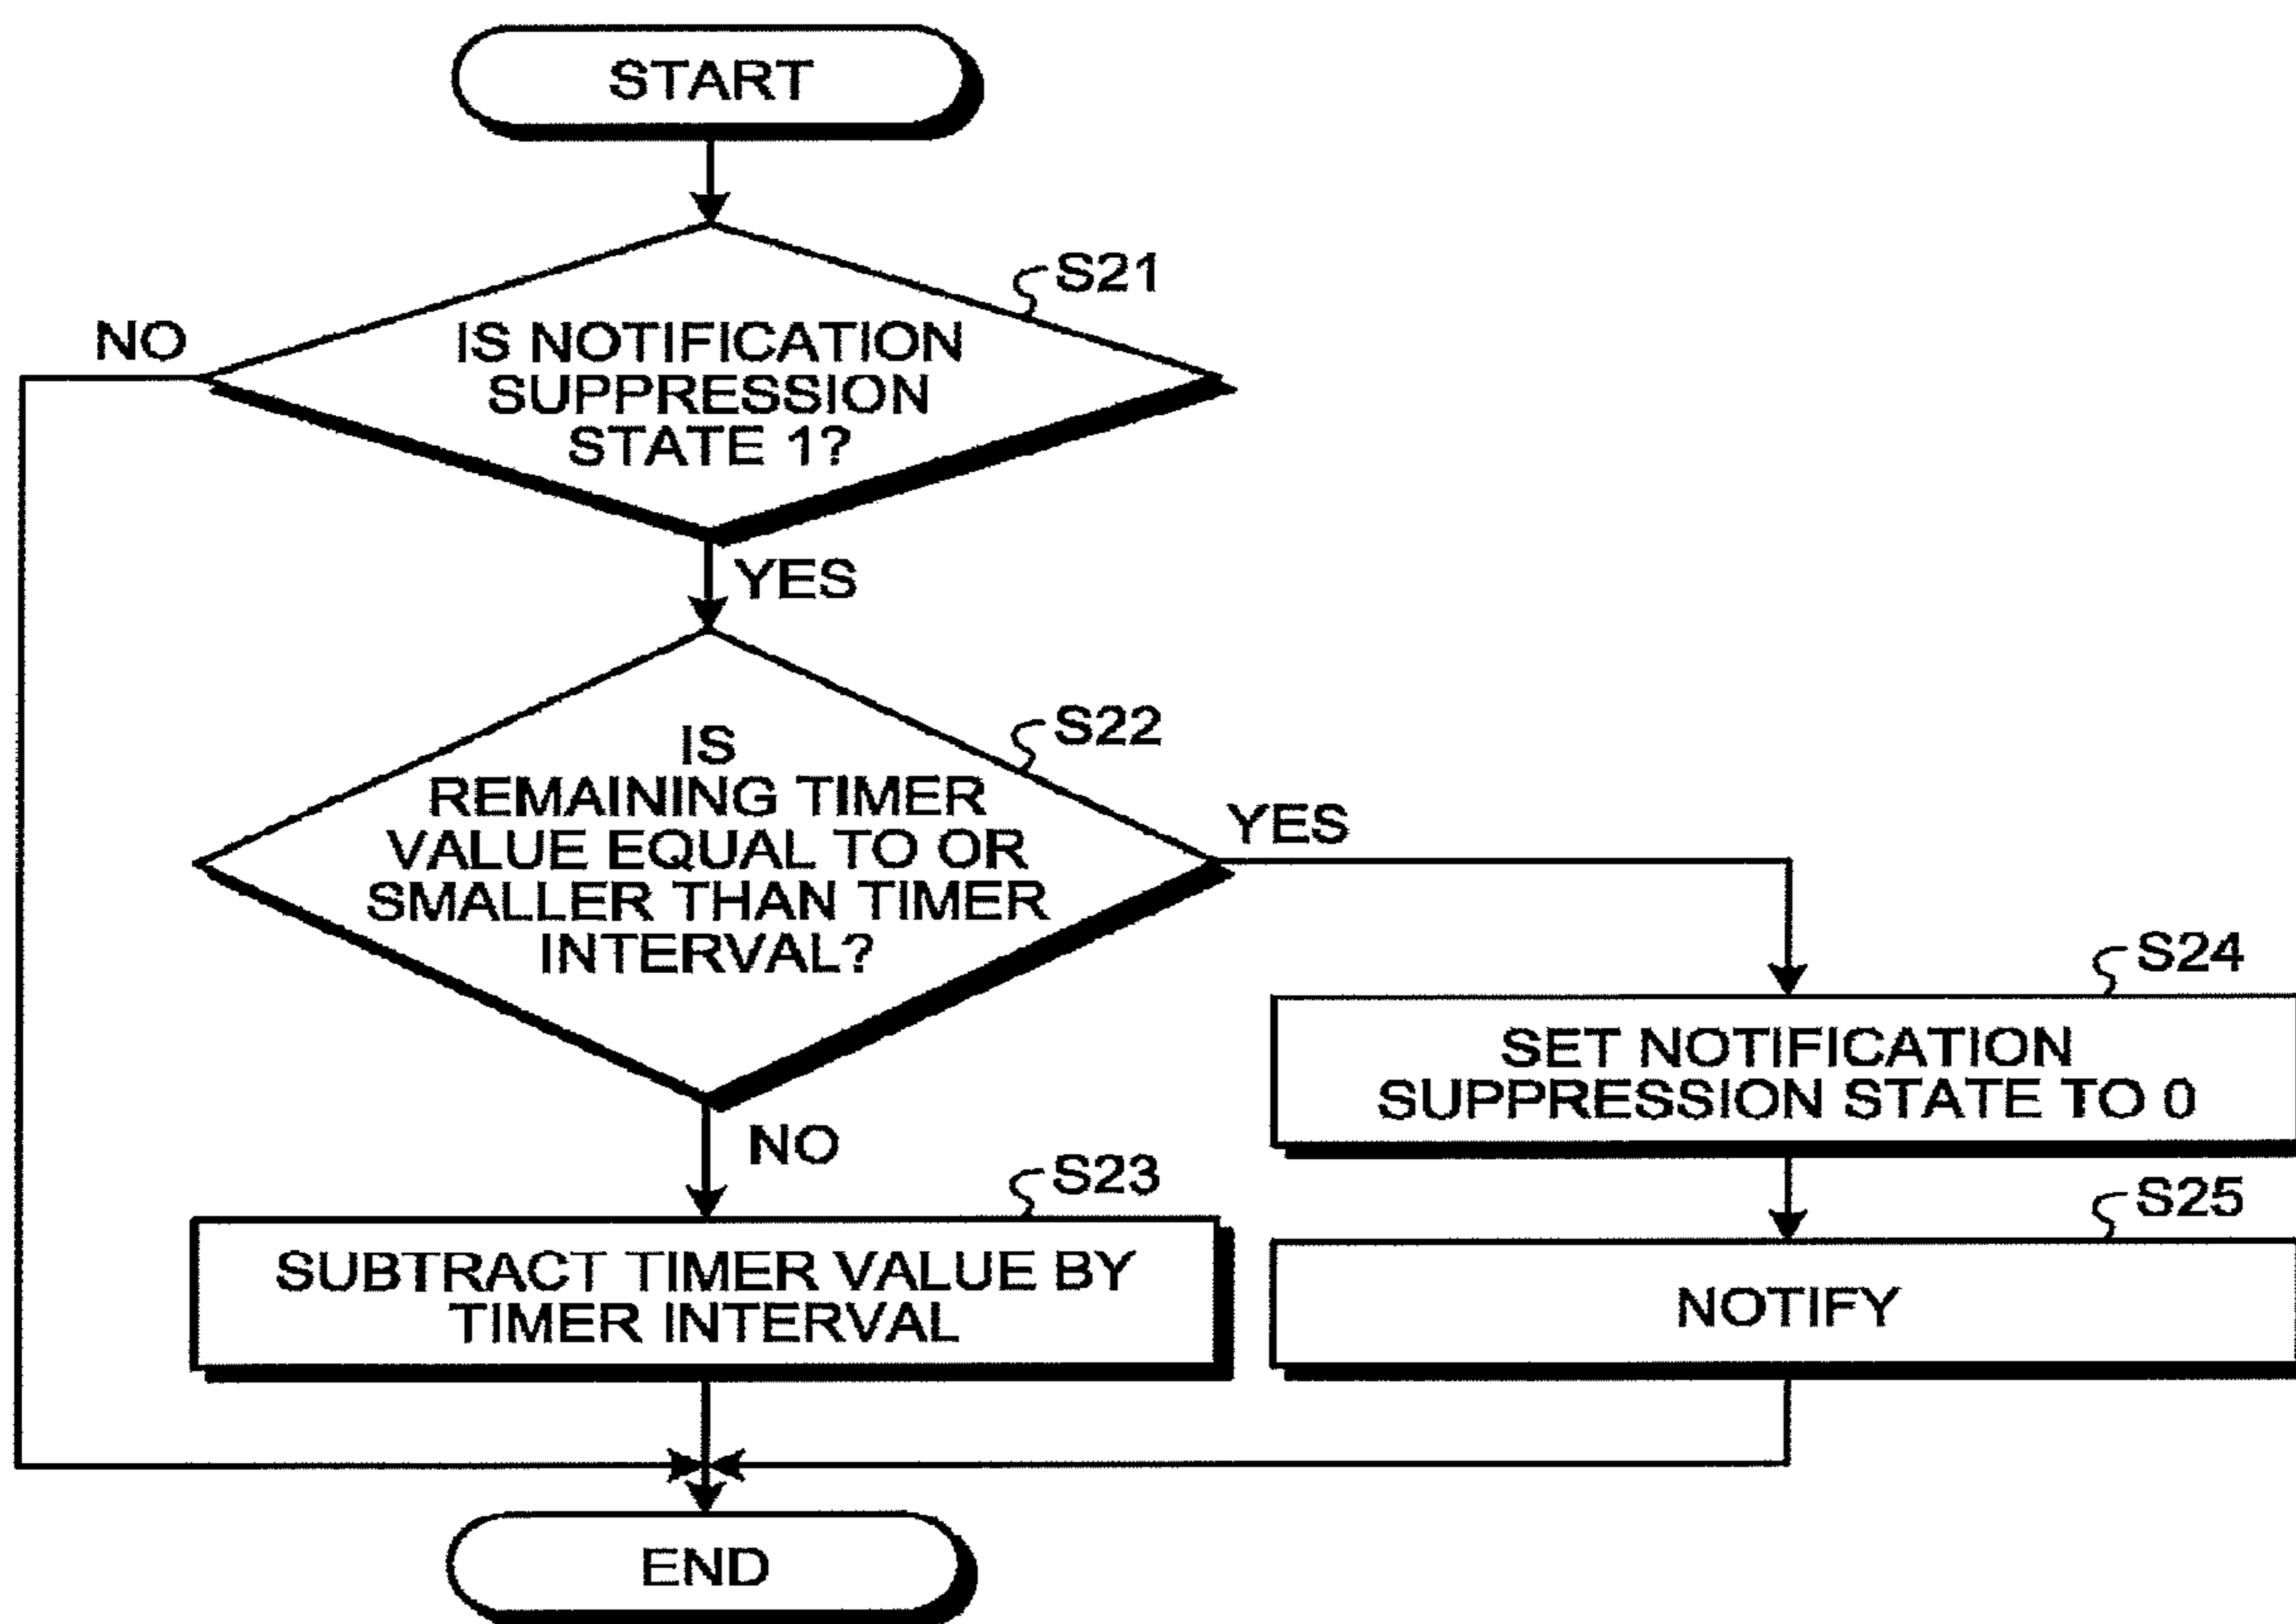 START
S21
NO
IS NOTIFICATION
SUPPRESSION
STATE 1?
YES
S22
IS
REMAINING TIMER
VALUE EQUAL TO OR
SMALLER THAN TIMER
INTERVAL?
YES
S24
SET NOTIFICATION
SUPPRESSION STATE TO 0
NO
S23
SUBTRACT TIMER VALUE BY
TIMER INTERVAL
S25
NOTIFY
END